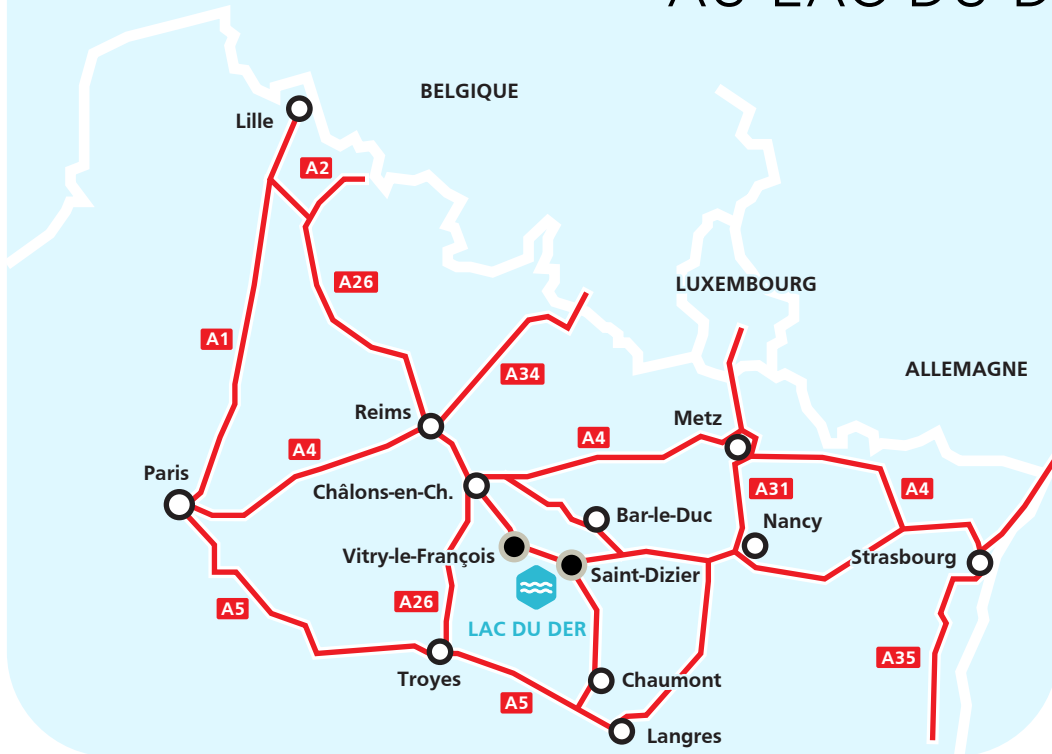 AU LAC DU D
BELGIQUE
Lille
A2
A26
LUXEMBOURG
A1
ALLEMAGNE
A34
Reims
Metz
A4
A4
Paris
Châlons-en-Ch.
A31
A4
Bar-le-Duc
Nancy
Vitry-le-François
Strasbourg
Saint-Dizier
A26
A5
LAC DU DER
A35
Troyes
Chaumont
A5
Langres